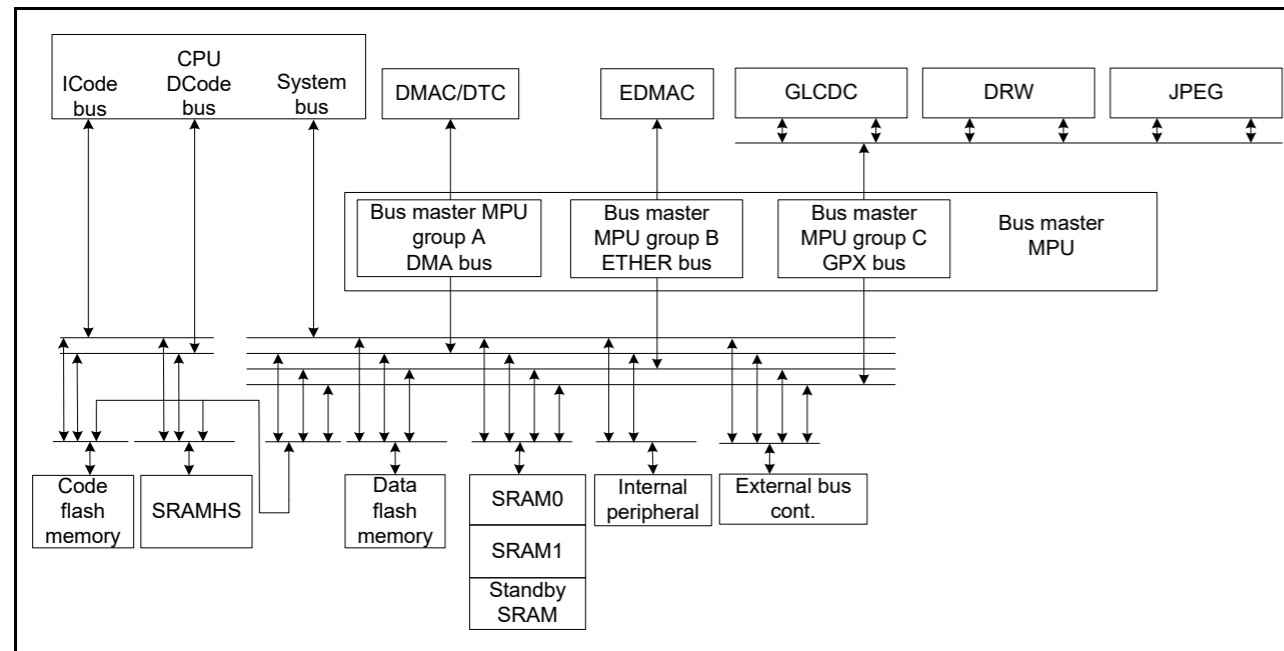 CPU
ICode
bus
DCode
bus
System
bus
DMAC/DTC
EDMAC
GLCDC
DRW
JPEG
Bus master MPU
group A
DMA bus
Bus master
MPU group B
ETHER bus
Bus master
MPU group C
GPX bus
Bus master
MPU
Code
flash
memory
SRAMHS
Data
flash
memory
SRAM0
SRAM1
Standby
SRAM
Internal
peripheral
External bus
cont.